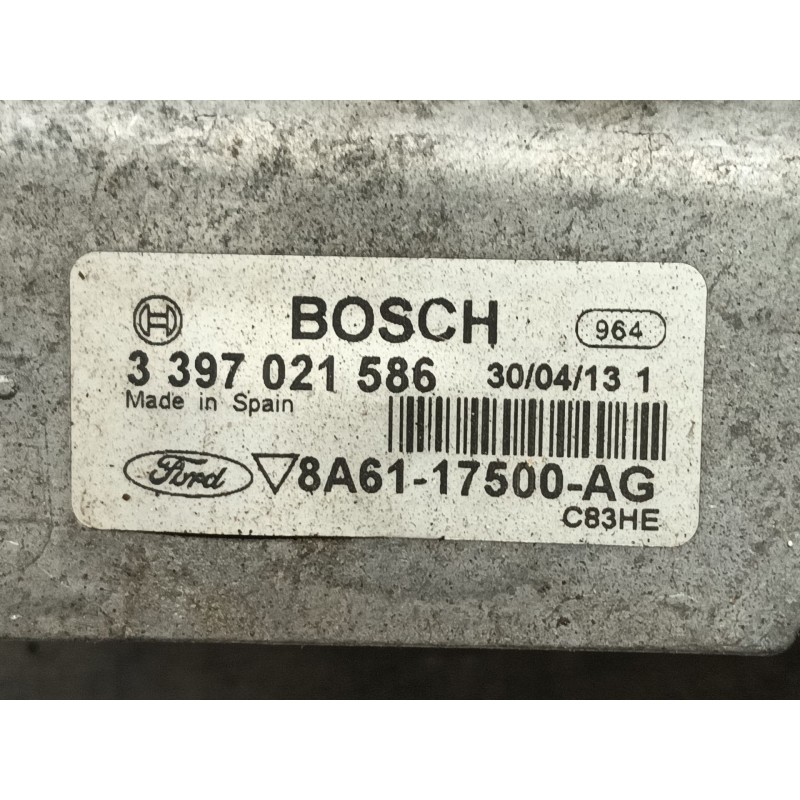 BOSCH 964
3 397 021 586 30/04/13 1
Made in Spain
Ford 8A61-17500-AG
C83HE